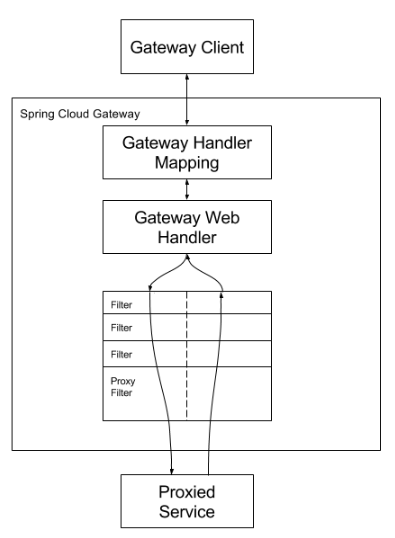 Gateway Client
Spring Cloud Gateway
Gateway Handler
Mapping
Gateway Web
Handler
Filter
Filter
Filter
Proxy
Filter
Proxied
Service